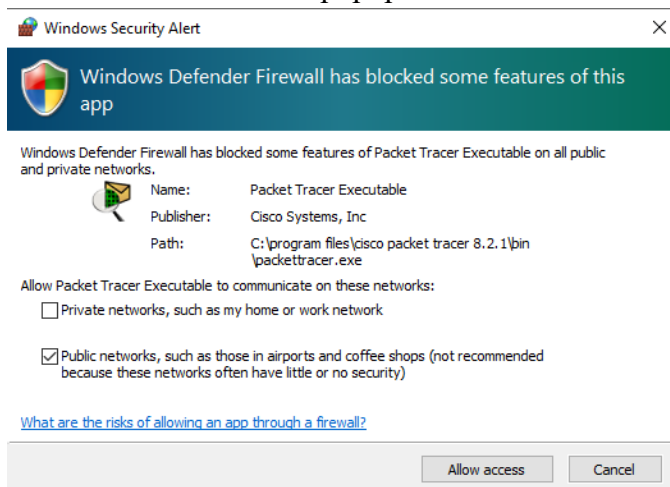 Windows Security Alert
Windows Defender Firewall has blocked some features of this
app
Windows Defender Firewall has blocked some features of Packet Tracer Executable on all public
and private networks.
Name: Packet Tracer Executable
Publisher: Cisco Systems, Inc
Path: C:\program files\cisco packet tracer 8.2.1\bin
\packettracer.exe
Allow Packet Tracer Executable to communicate on these networks:
Private networks, such as my home or work network
Public networks, such as those in airports and coffee shops (not recommended
because these networks often have little or no security)
What are the risks of allowing an app through a firewall?
Allow access Cancel